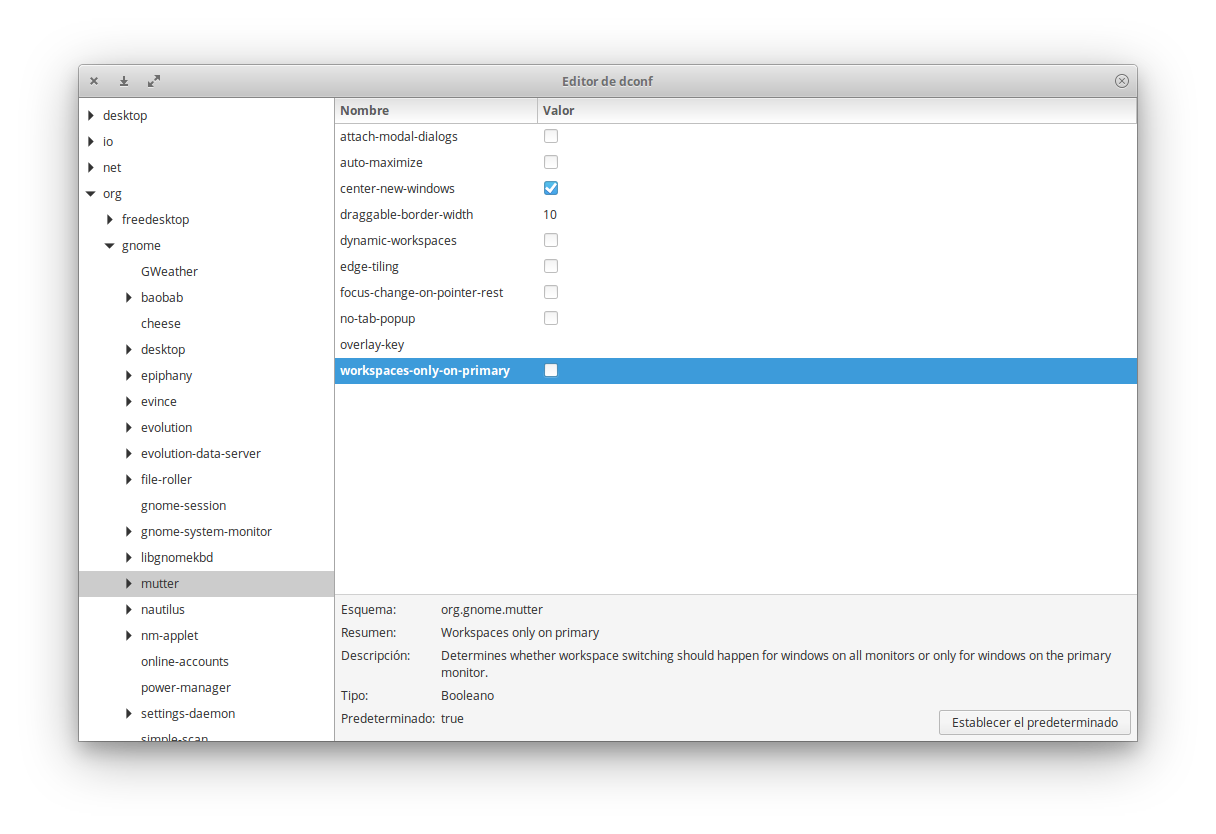 Editor de dconf
desktop
io
net
org
freedesktop
gnome
GWeather
baobab
cheese
desktop
epiphany
evince
evolution
evolution-data-server
file-roller
gnome-session
gnome-system-monitor
libgnomekbd
mutter
nautilus
nm-applet
online-accounts
power-manager
settings-daemon
simple-scan
Nombre Valor
attach-modal-dialogs
auto-maximize
center-new-windows
draggable-border-width 10
dynamic-workspaces
edge-tiling
focus-change-on-pointer-rest
no-tab-popup
overlay-key
workspaces-only-on-primary
Esquema: org.gnome.mutter
Resumen: Workspaces only on primary
Descripción: Determines whether workspace switching should happen for windows on all monitors or only for windows on the primary
monitor.
Tipo: Booleano
Predeterminado: true
Establecer el predeterminado